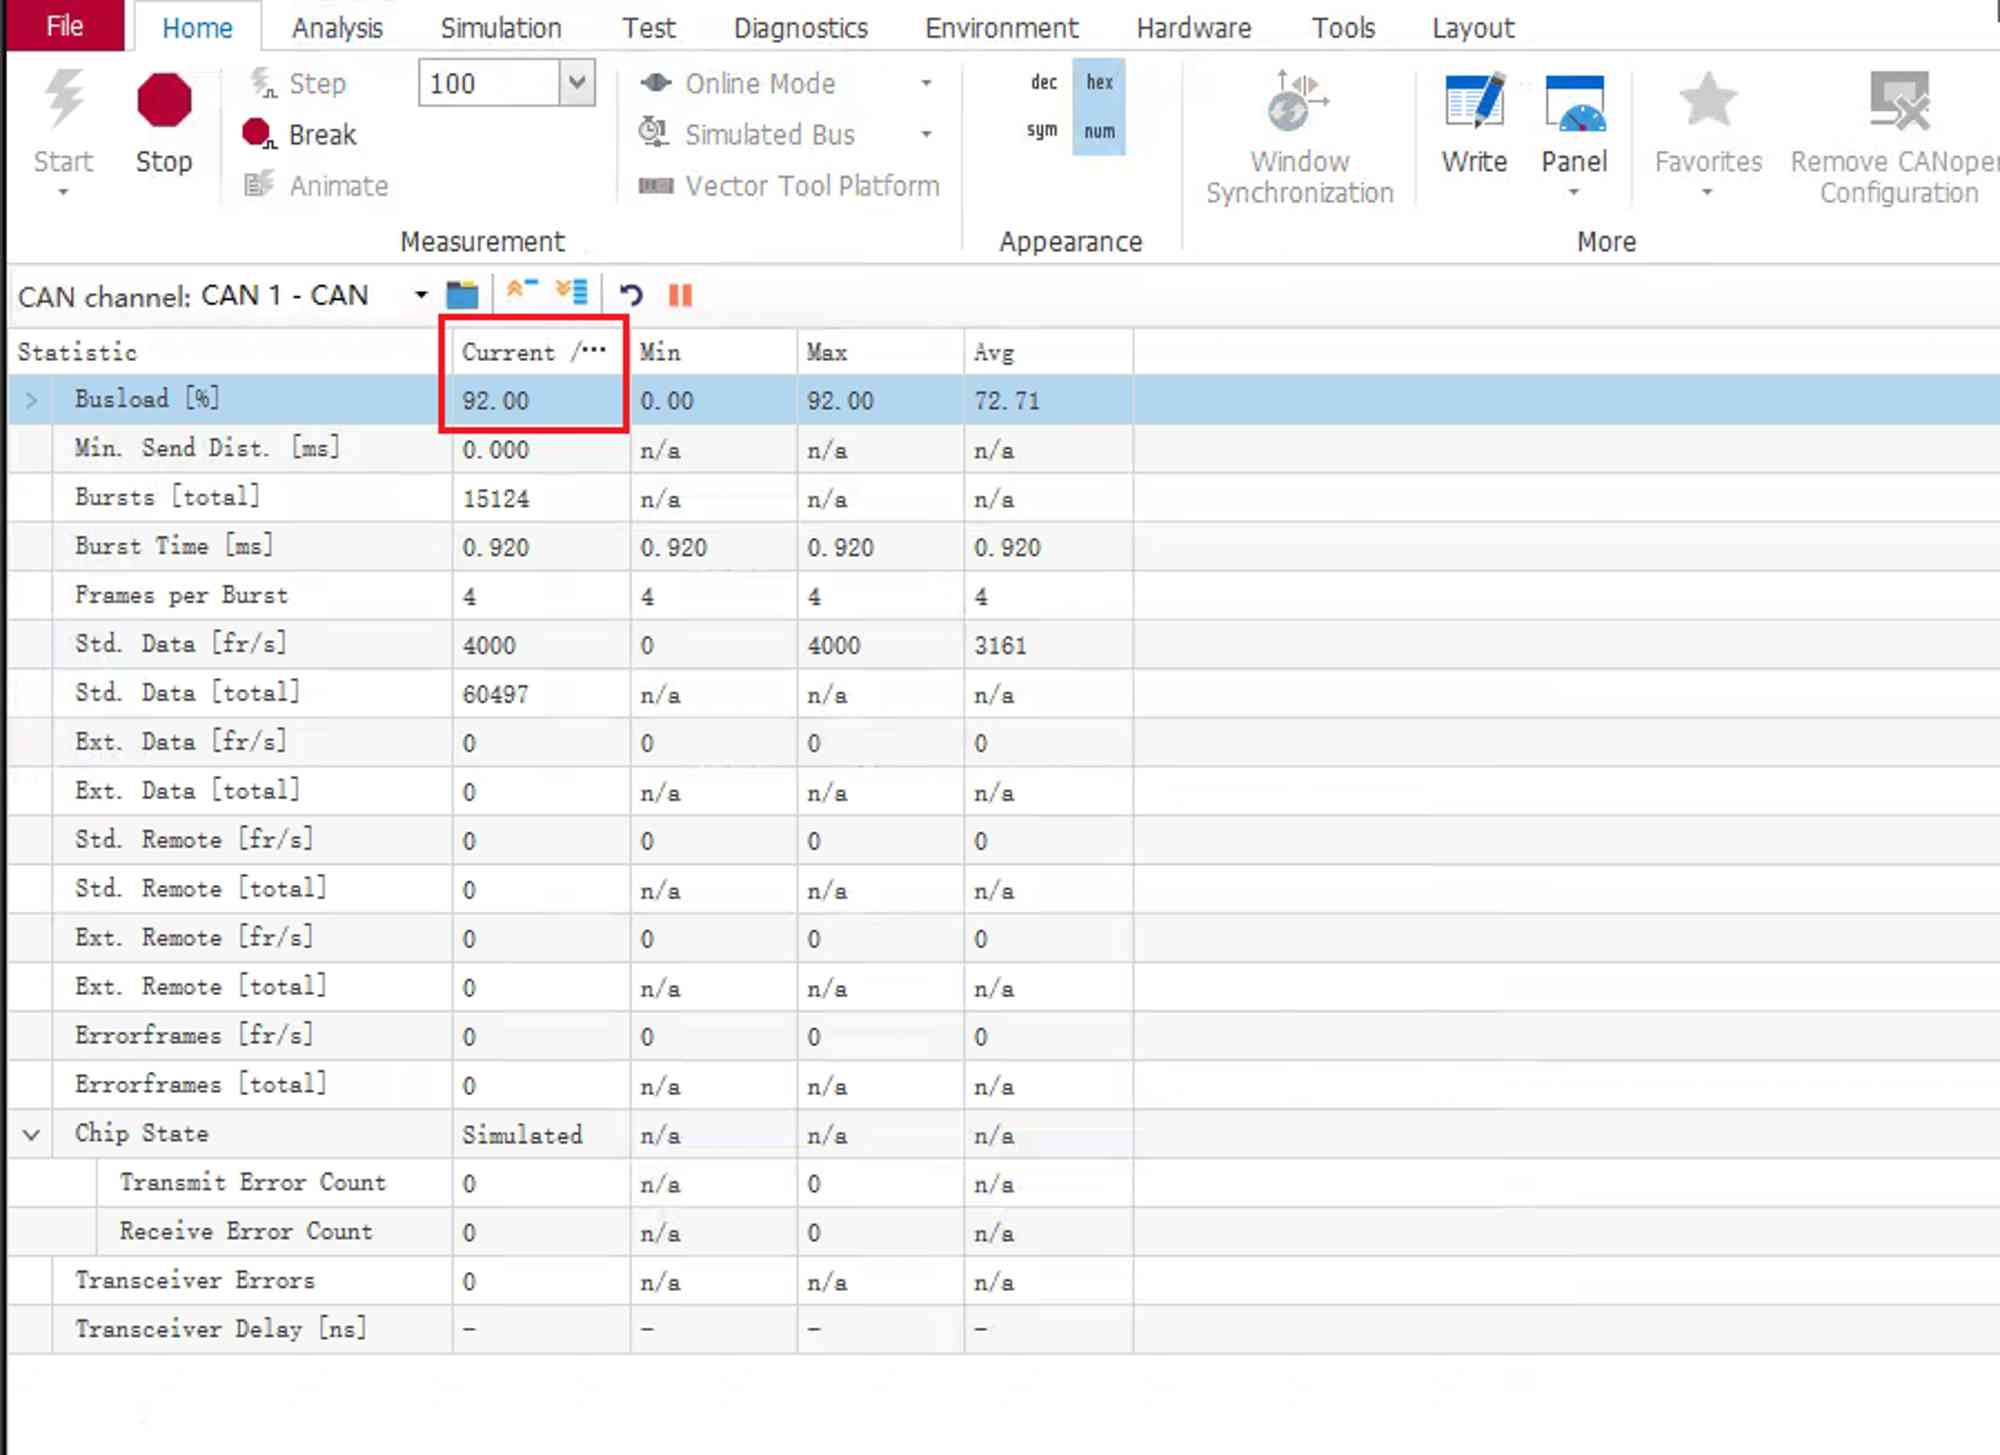 File Home Analysis Simulation Test Diagnostics Environment Hardware Tools Layout
Start
Stop
Step 100
Break
Animate
Online Mode
Simulated Bus
Vector Tool Platform
Measurement
dec hex
sym num
Appearance
Window
Synchronization
Write
Panel
Favorites
Remove CANoper
Configuration
More
CAN channel: CAN 1 - CAN
Statistic Current /··· Min Max Avg
Busload [%] 92.00 0.00 92.00 72.71
Min. Send Dist. [ms] 0.000 n/a n/a n/a
Bursts [total] 15124 n/a n/a n/a
Burst Time [ms] 0.920 0.920 0.920 0.920
Frames per Burst 4 4 4 4
Std. Data [fr/s] 4000 0 4000 3161
Std. Data [total] 60497 n/a n/a n/a
Ext. Data [fr/s] 0 0 0 0
Ext. Data [total] 0 n/a n/a n/a
Std. Remote [fr/s] 0 0 0 0
Std. Remote [total] 0 n/a n/a n/a
Ext. Remote [fr/s] 0 0 0 0
Ext. Remote [total] 0 n/a n/a n/a
Errorframes [fr/s] 0 0 0 0
Errorframes [total] 0 n/a n/a n/a
Chip State Simulated n/a n/a n/a
Transmit Error Count 0 n/a 0 n/a
Receive Error Count 0 n/a 0 n/a
Transceiver Errors 0 n/a n/a n/a
Transceiver Delay [ns] - - - -